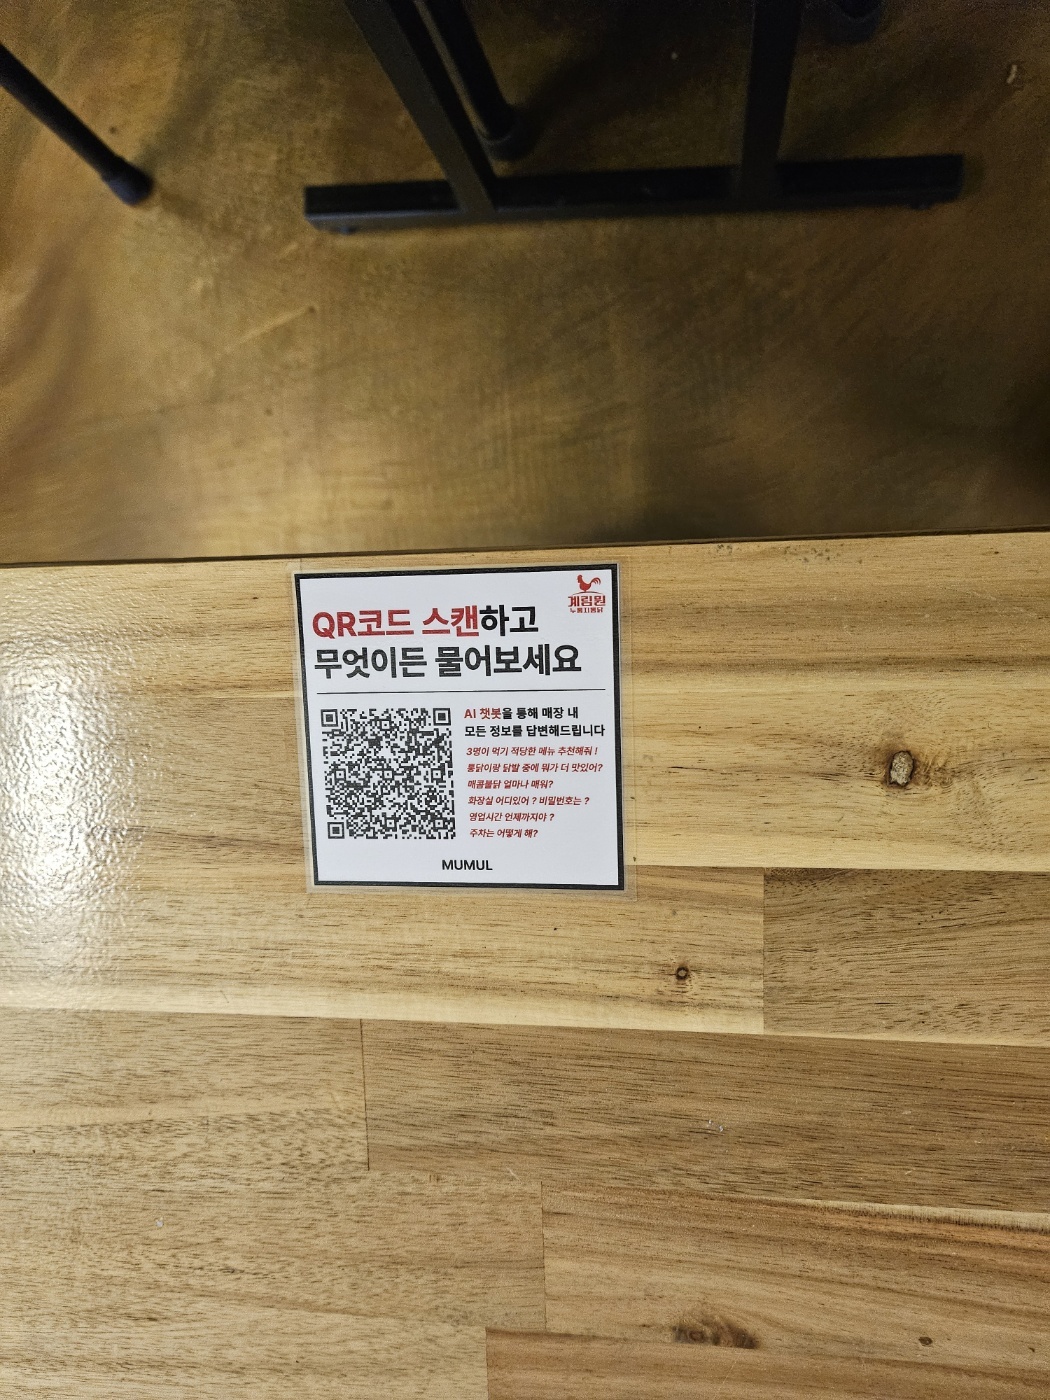 계림원
누룽지통닭
QR코드 스캔하고
무엇이든 물어보세요
AI 챗봇을 통해 매장 내
모든 정보를 답변해드립니다
3명이 먹기 적당한 메뉴 추천해줘 !
통닭이랑 닭발 중에 뭐가 더 맛있어?
매콤불닭 얼마나 매워?
화장실 어디있어 ? 비밀번호는 ?
영업시간 언제까지야 ?
주차는 어떻게 해?
MUMUL